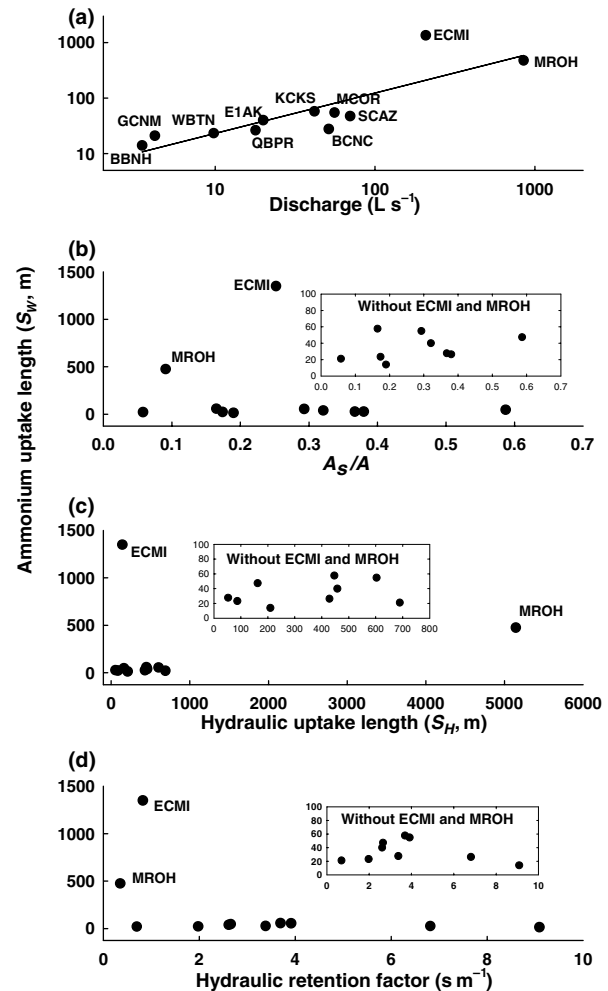 (a)
1000
100
10
ECMI
MROH
KCKS
MCOR
GCNM
WBTN
E1AK
SCAZ
BBNH
QBPR
BCNC
10 100 1000
Discharge (L s⁻¹)
Ammonium uptake length (S_W, m)
(b)
1500
1000
500
0
ECMI
MROH
Without ECMI and MROH
100
80
60
40
20
0
0.0 0.1 0.2 0.3 0.4 0.5 0.6 0.7
0.0 0.1 0.2 0.3 0.4 0.5 0.6 0.7
A_S/A
(c)
1500
1000
500
0
ECMI
MROH
Without ECMI and MROH
100
80
60
40
20
0
0 100 200 300 400 500 600 700 800
0 1000 2000 3000 4000 5000 6000
Hydraulic uptake length (S_H, m)
(d)
1500
1000
500
0
ECMI
MROH
Without ECMI and MROH
100
80
60
40
20
0
0 2 4 6 8 10
0 2 4 6 8 10
Hydraulic retention factor (s m⁻¹)